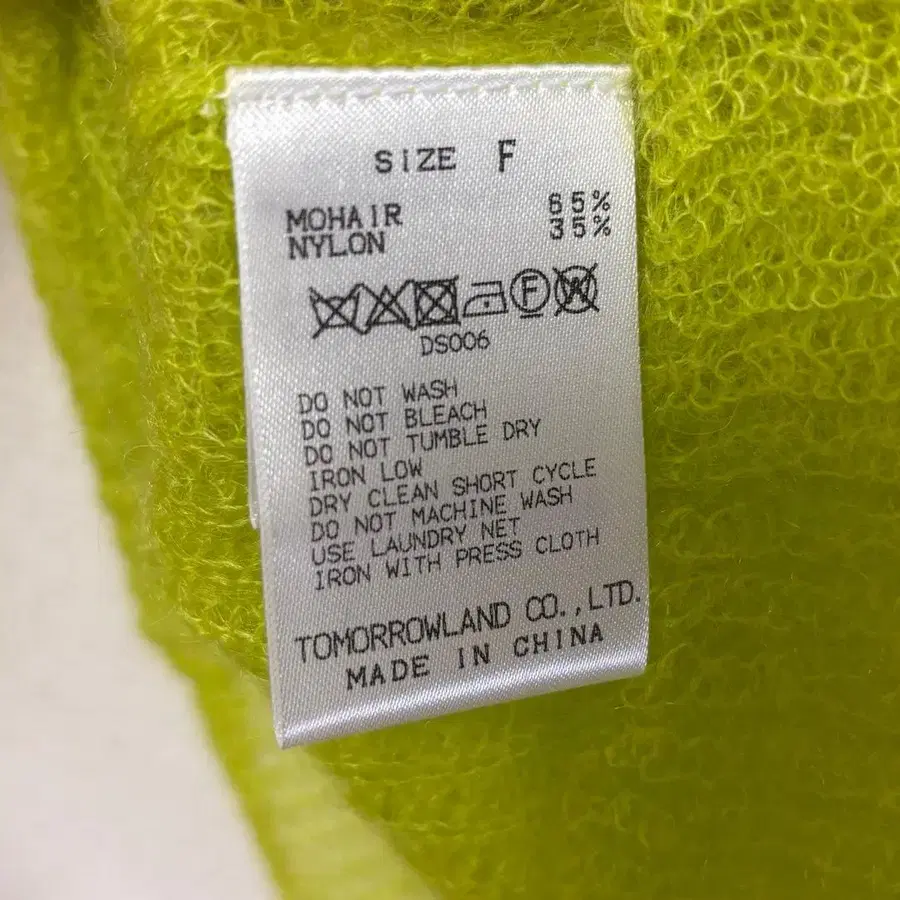 SIZE F
MOHAIR 65%
NYLON 35%
F W
DS006
DO NOT WASH
DO NOT BLEACH
DO NOT TUMBLE DRY
IRON LOW
DRY CLEAN SHORT CYCLE
DO NOT MACHINE WASH
USE LAUNDRY NET
IRON WITH PRESS CLOTH
TOMORROWLAND CO.,LTD.
MADE IN CHINA